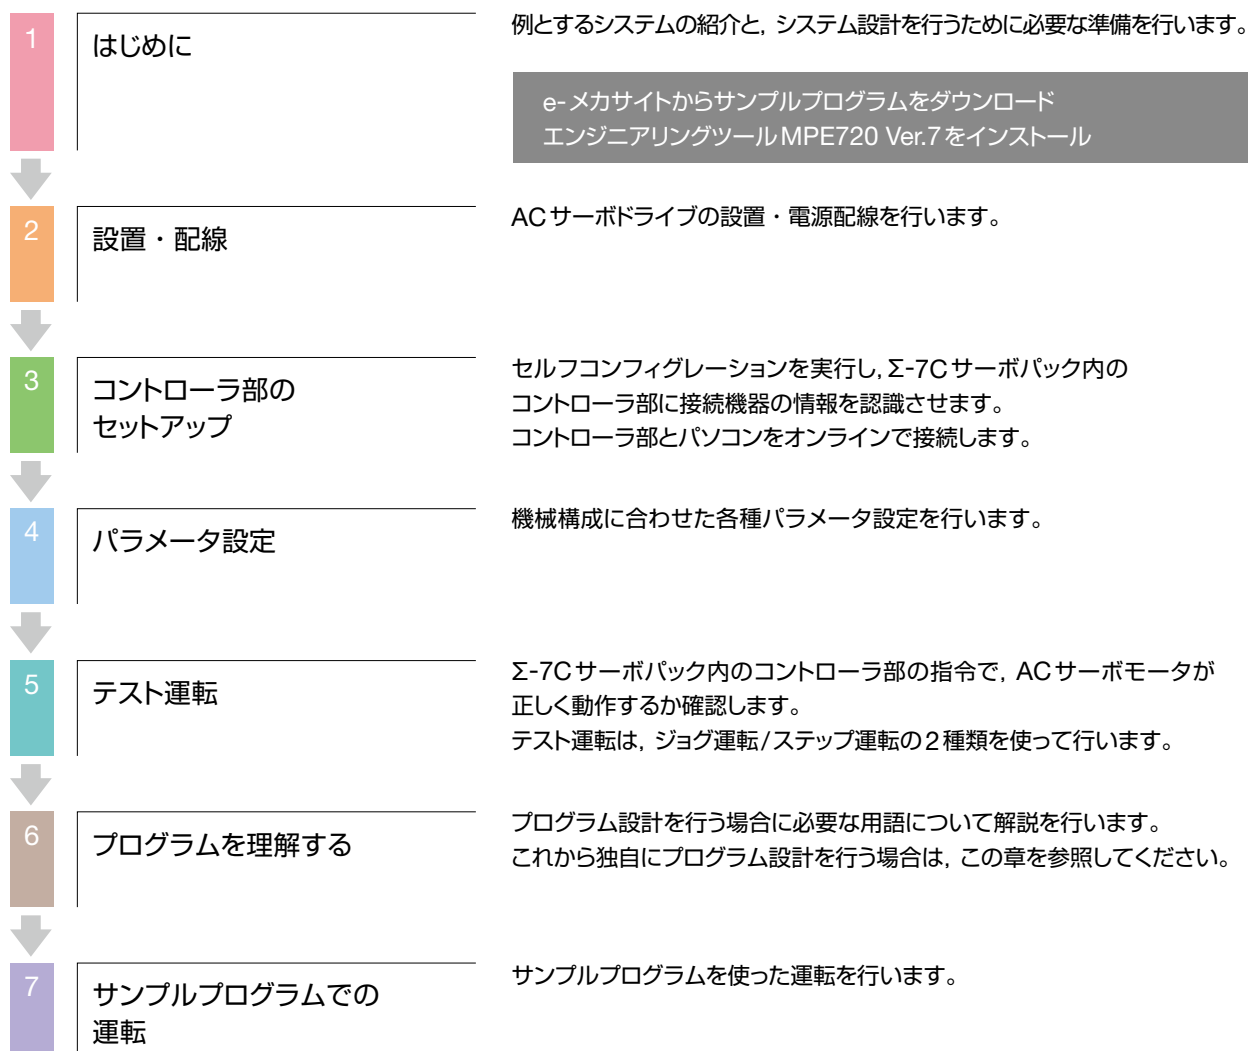 1
はじめに
例とするシステムの紹介と, システム設計を行うために必要な準備を行います。
e-メカサイトからサンプルプログラムをダウンロード
エンジニアリングツールMPE720 Ver.7をインストール
2
設置・配線
ACサーボドライブの設置・電源配線を行います。
3
コントローラ部の
セットアップ
セルフコンフィグレーションを実行し, Σ-7Cサーボパック内の
コントローラ部に接続機器の情報を認識させます。
コントローラ部とパソコンをオンラインで接続します。
4
パラメータ設定
機械構成に合わせた各種パラメータ設定を行います。
5
テスト運転
Σ-7Cサーボパック内のコントローラ部の指令で, ACサーボモータが
正しく動作するか確認します。
テスト運転は, ジョグ運転/ステップ運転の2種類を使って行います。
6
プログラムを理解する
プログラム設計を行う場合に必要な用語について解説を行います。
これから独自にプログラム設計を行う場合は, この章を参照してください。
7
サンプルプログラムでの
運転
サンプルプログラムを使った運転を行います。